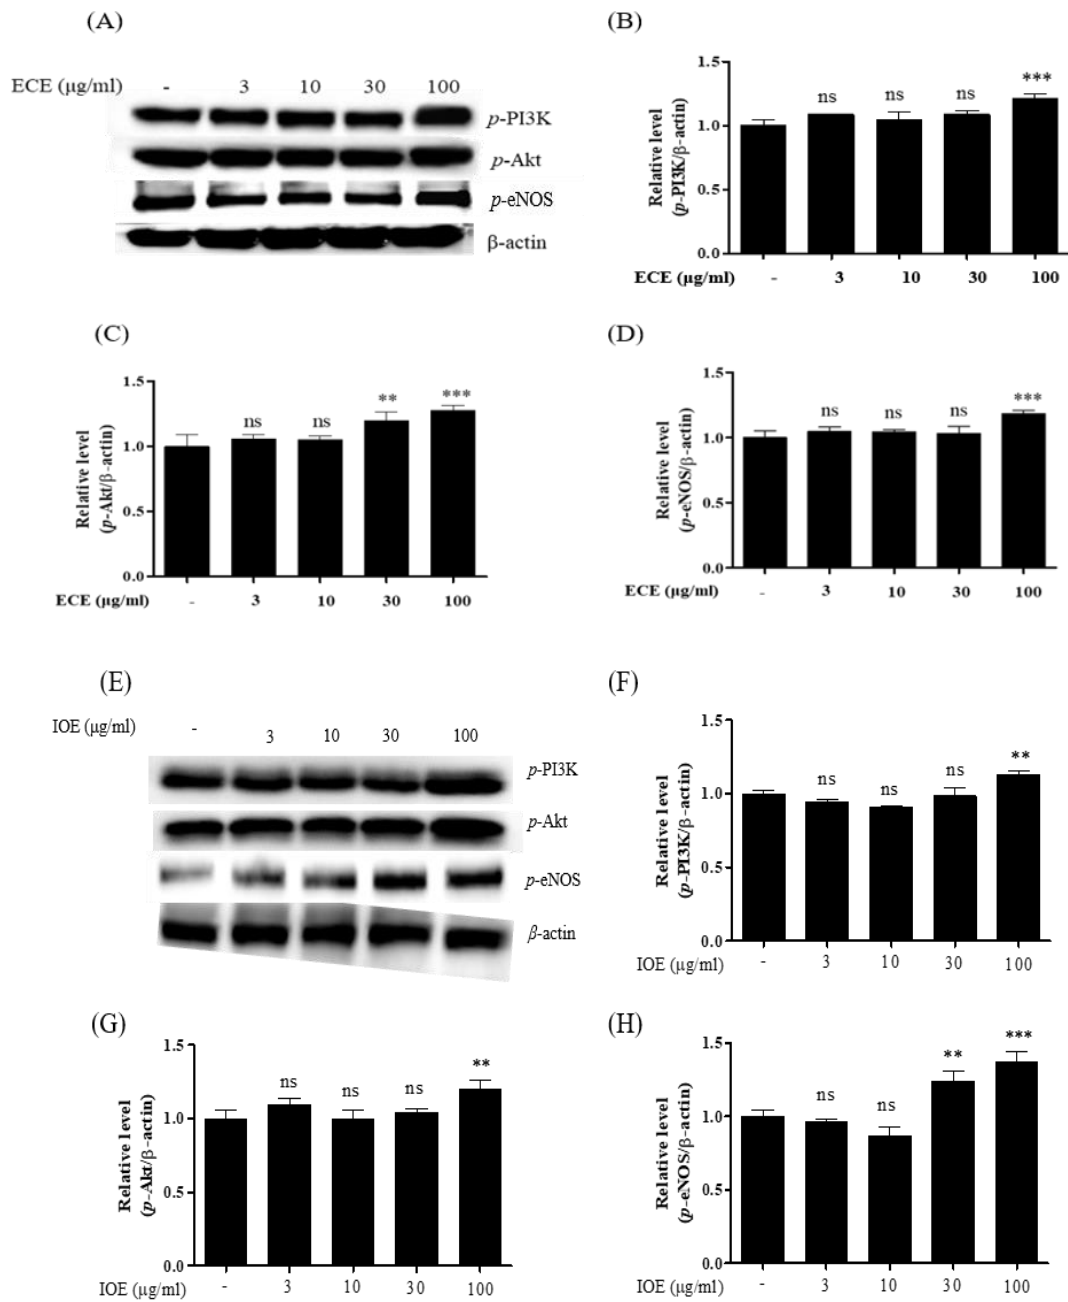 (A)
ECE (μg/ml) - 3 10 30 100
p-PI3K
p-Akt
p-eNOS
β-actin
(B)
Relative level
(p-PI3K/β-actin)
1.5
1.0
0.5
0.0
ns ns ns ***
ECE (μg/ml) - 3 10 30 100
(C)
Relative level
(p-Akt/β-actin)
1.5
1.0
0.5
0.0
ns ns ** ***
ECE (μg/ml) - 3 10 30 100
(D)
Relative level
(p-eNOS/β-actin)
1.5
1.0
0.5
0.0
ns ns ns ***
ECE (μg/ml) - 3 10 30 100
(E)
IOE (μg/ml) - 3 10 30 100
p-PI3K
p-Akt
p-eNOS
β-actin
(F)
Relative level
(p-PI3K/β-actin)
1.5
1.0
0.5
0.0
ns ns ns **
IOE (μg/ml) - 3 10 30 100
(G)
Relative level
(p-Akt/β-actin)
1.5
1.0
0.5
0.0
ns ns ns **
IOE (μg/ml) - 3 10 30 100
(H)
Relative level
(p-eNOS/β-actin)
1.5
1.0
0.5
0.0
ns ns ** ***
IOE (μg/ml) - 3 10 30 100